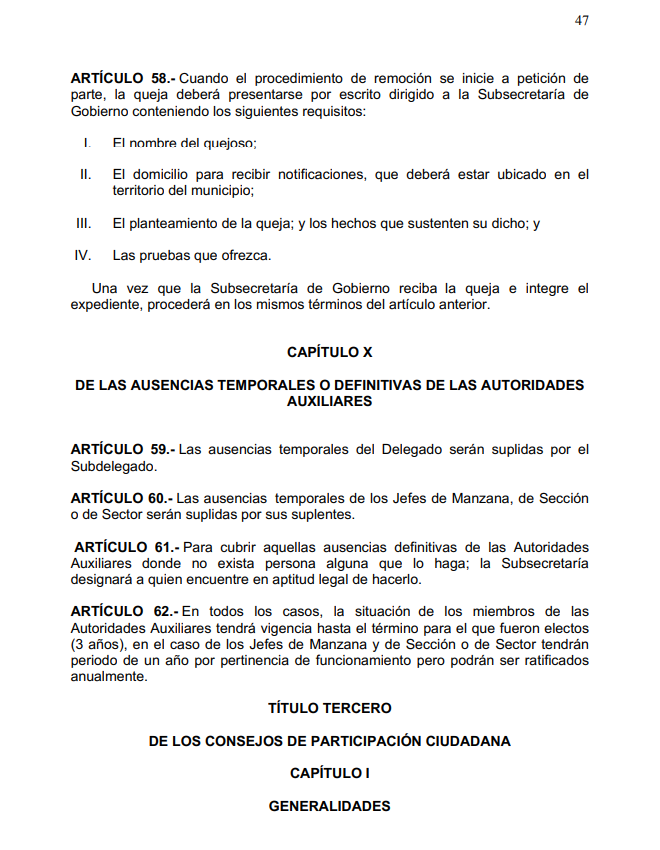 47
ARTÍCULO 58.- Cuando el procedimiento de remoción se inicie a petición de
parte, la queja deberá presentarse por escrito dirigido a la Subsecretaría de
Gobierno conteniendo los siguientes requisitos:
I. El nombre del quejoso;
II. El domicilio para recibir notificaciones, que deberá estar ubicado en el
territorio del municipio;
III. El planteamiento de la queja; y los hechos que sustenten su dicho; y
IV. Las pruebas que ofrezca.
Una vez que la Subsecretaría de Gobierno reciba la queja e integre el
expediente, procederá en los mismos términos del artículo anterior.
CAPÍTULO X
DE LAS AUSENCIAS TEMPORALES O DEFINITIVAS DE LAS AUTORIDADES
AUXILIARES
ARTÍCULO 59.- Las ausencias temporales del Delegado serán suplidas por el
Subdelegado.
ARTÍCULO 60.- Las ausencias temporales de los Jefes de Manzana, de Sección
o de Sector serán suplidas por sus suplentes.
ARTÍCULO 61.- Para cubrir aquellas ausencias definitivas de las Autoridades
Auxiliares donde no exista persona alguna que lo haga; la Subsecretaría
designará a quien encuentre en aptitud legal de hacerlo.
ARTÍCULO 62.- En todos los casos, la situación de los miembros de las
Autoridades Auxiliares tendrá vigencia hasta el término para el que fueron electos
(3 años), en el caso de los Jefes de Manzana y de Sección o de Sector tendrán
periodo de un año por pertinencia de funcionamiento pero podrán ser ratificados
anualmente.
TÍTULO TERCERO
DE LOS CONSEJOS DE PARTICIPACIÓN CIUDADANA
CAPÍTULO I
GENERALIDADES